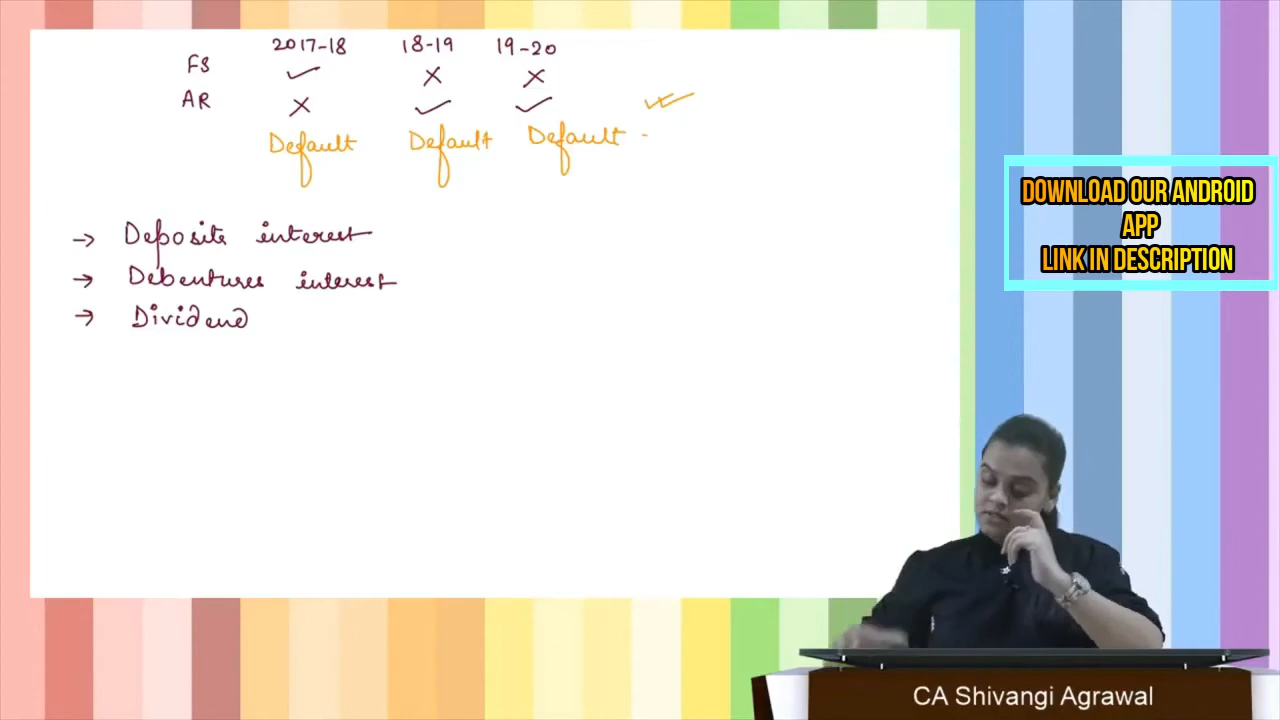 2017-18 18-19 19-20
FS ✓ ✗ ✗
AR ✗ ✓ ✓
Default Default Default -
→ Deposite interest
→ Debentures interest
→ Dividend
DOWNLOAD OUR ANDROID
APP
LINK IN DESCRIPTION
CA Shivangi Agrawal